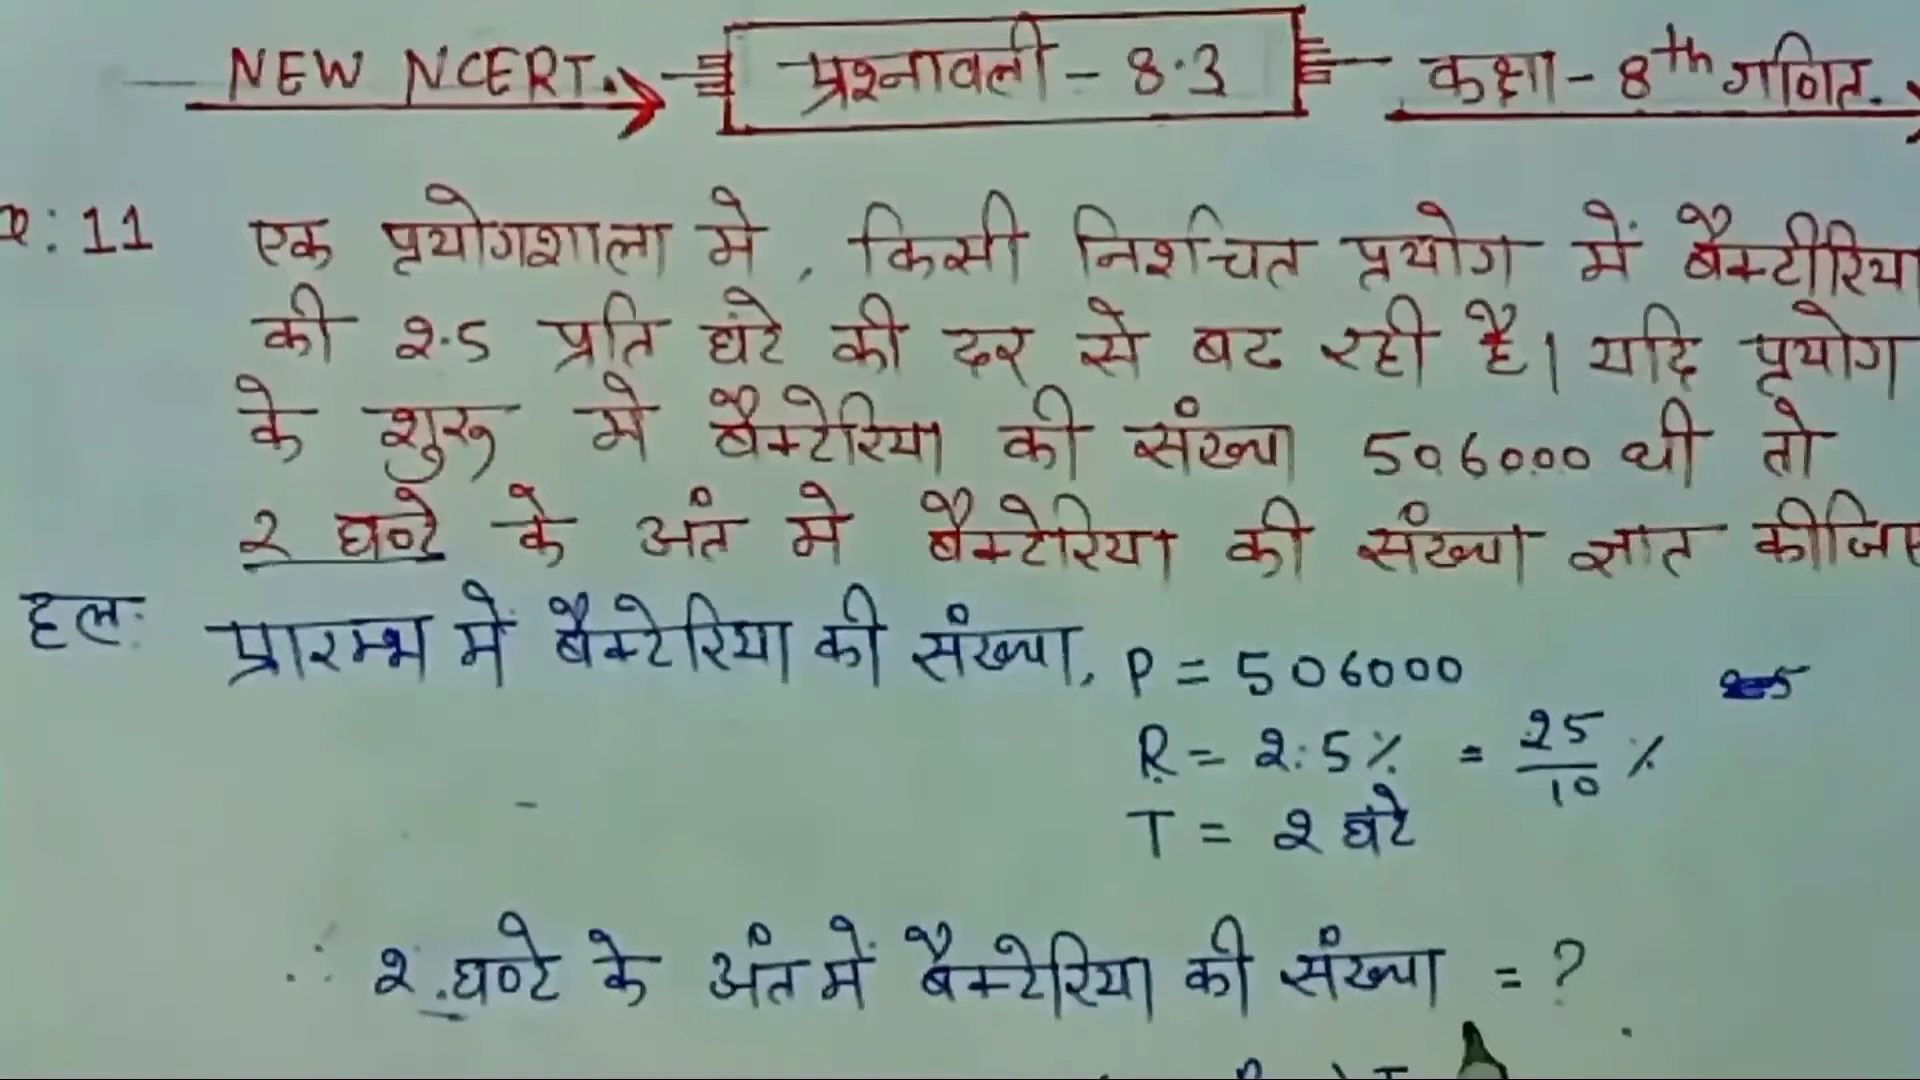 NEW NCERT. प्रश्नावली - 8.3 कक्षा - 8th गणित.
: 11 एक प्रयोगशाला मे, किसी निश्चित प्रयोग में बैक्टीरिया
की 2.5 प्रति घंटे की दर से बढ रही है। यदि प्रयोग
के शुरू मे बैक्टेरिया की संख्या 506000 थी तो
2 घण्टे के अंत मे बैक्टेरिया की संख्या ज्ञात कीजिए
हल: प्रारम्भ में बैक्टेरिया की संख्या, P = 506000
R = 2.5% = 25/10 %
T = 2 घंटे
∴ 2 घण्टे के अंत में बैक्टेरिया की संख्या = ?